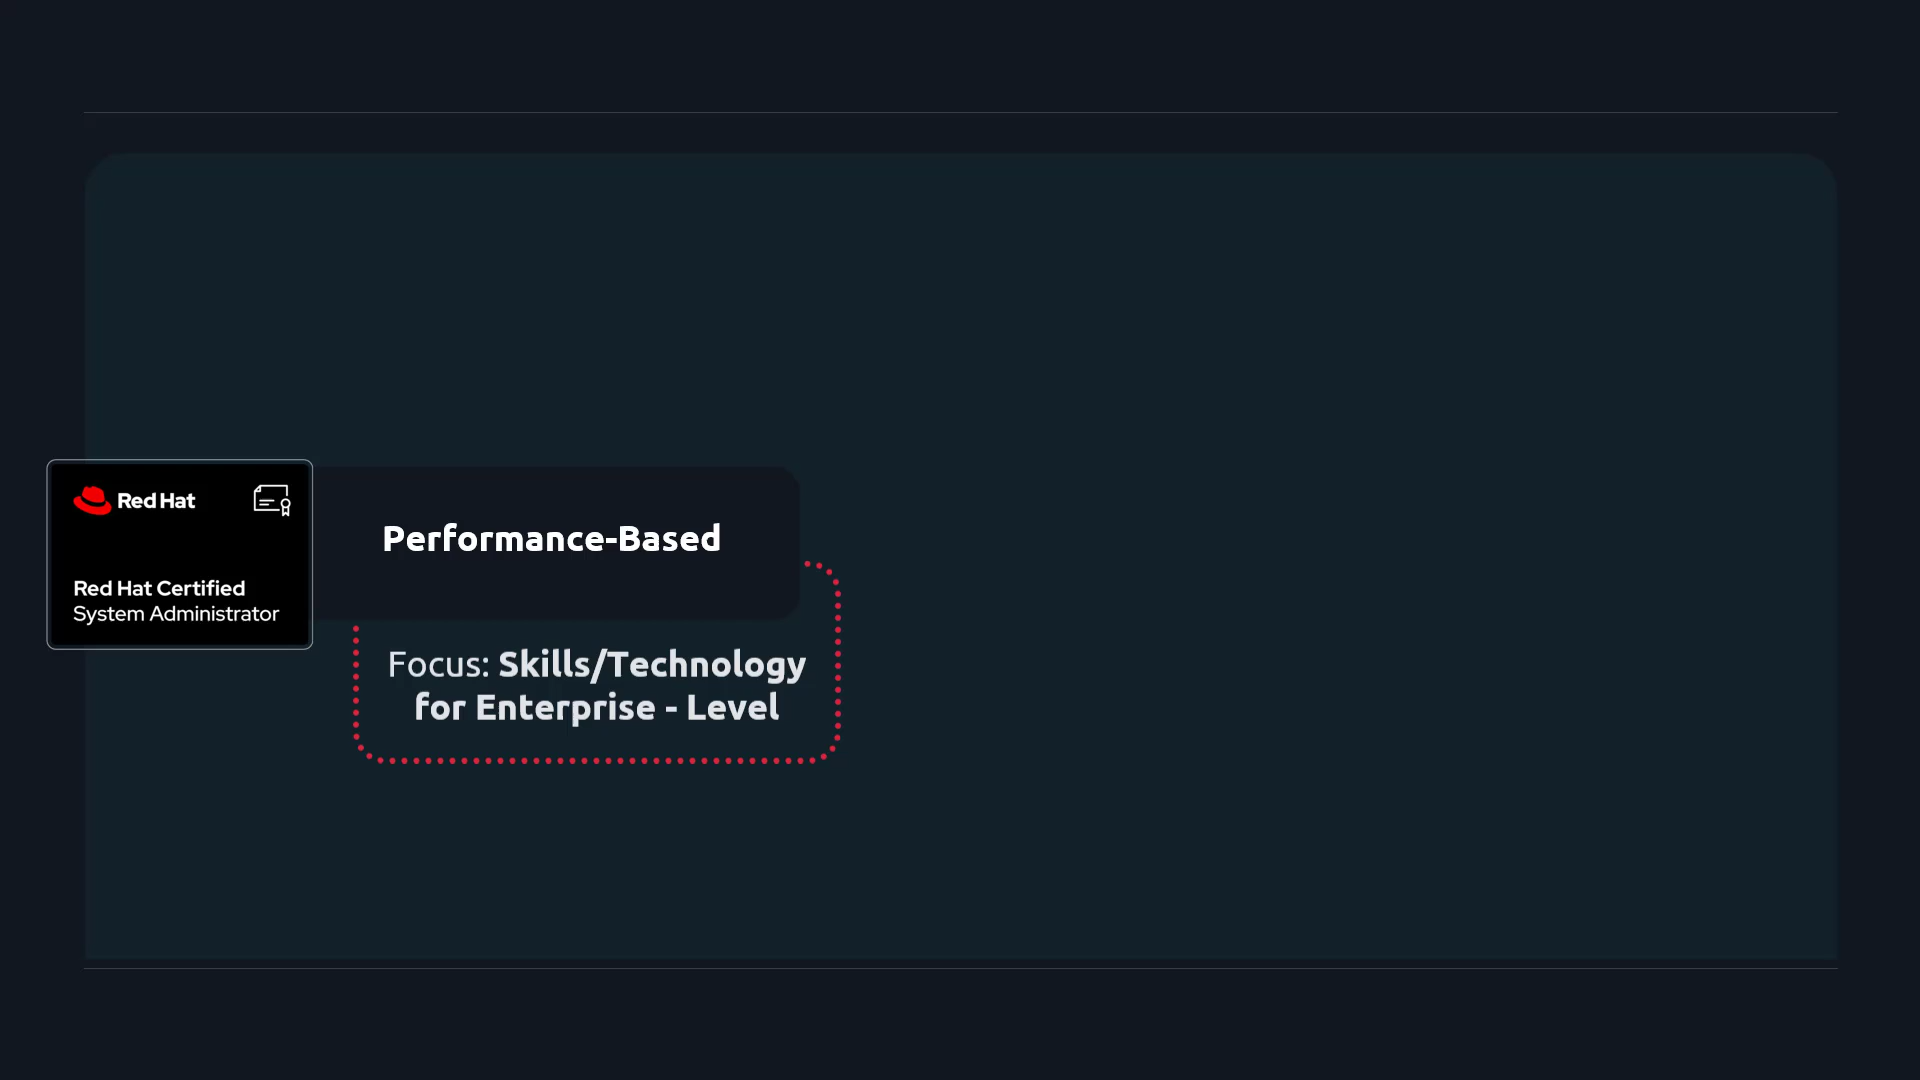 Red Hat
Red Hat Certified
System Administrator
Performance-Based
Focus: Skills/Technology
for Enterprise - Level